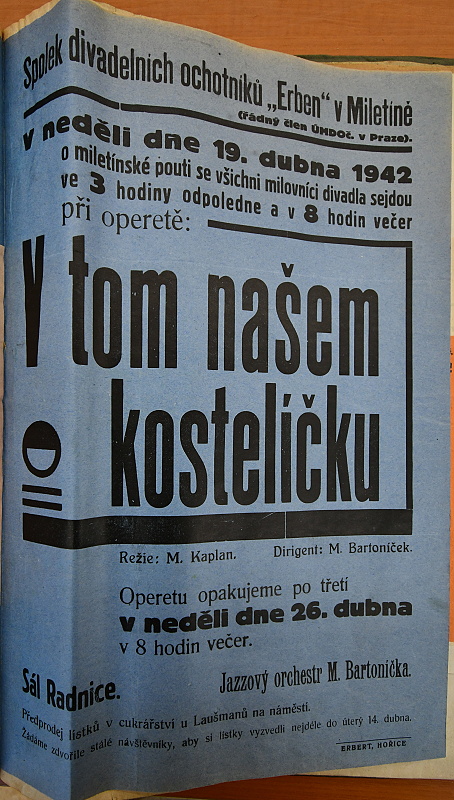 Spolek divadelních ochotníků „Erben“ v Miletíně
(řádný člen ÚMDOč. v Praze).
v neděli dne 19. dubna 1942
o miletínské pouti se všichni milovníci divadla sejdou
ve 3 hodiny odpoledne a v 8 hodin večer
při operetě:
V tom našem
kostelíčku
Režie: M. Kaplan. Dirigent: M. Bartoníček.
Operetu opakujeme po třetí
v neděli dne 26. dubna
v 8 hodin večer.
Jazzový orchestr M. Bartoníčka.
Sál Radnice.
Předprodej lístků v cukrářství u Laušmanů na náměstí.
Žádáme zdvořile stálé návštěvníky, aby si lístky vyzvedli nejdéle do úterý 14. dubna.
ERBERT, HOŘICE